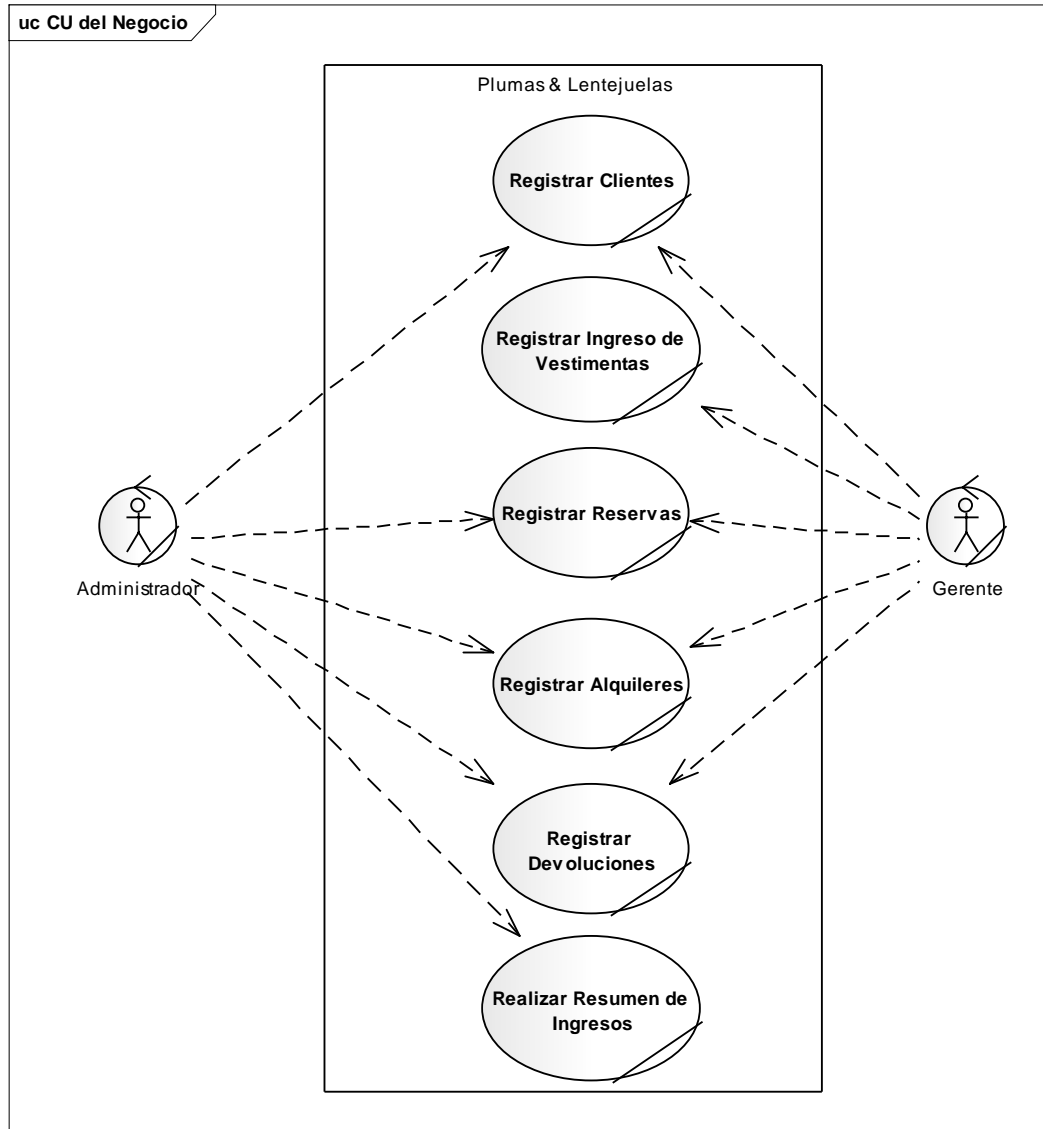 uc CU del Negocio
Plumas & Lentejuelas
Registrar Clientes
Registrar Ingreso de
Vestimentas
Registrar Reservas
Administrador
Gerente
Registrar Alquileres
Registrar
Devoluciones
Realizar Resumen de
Ingresos